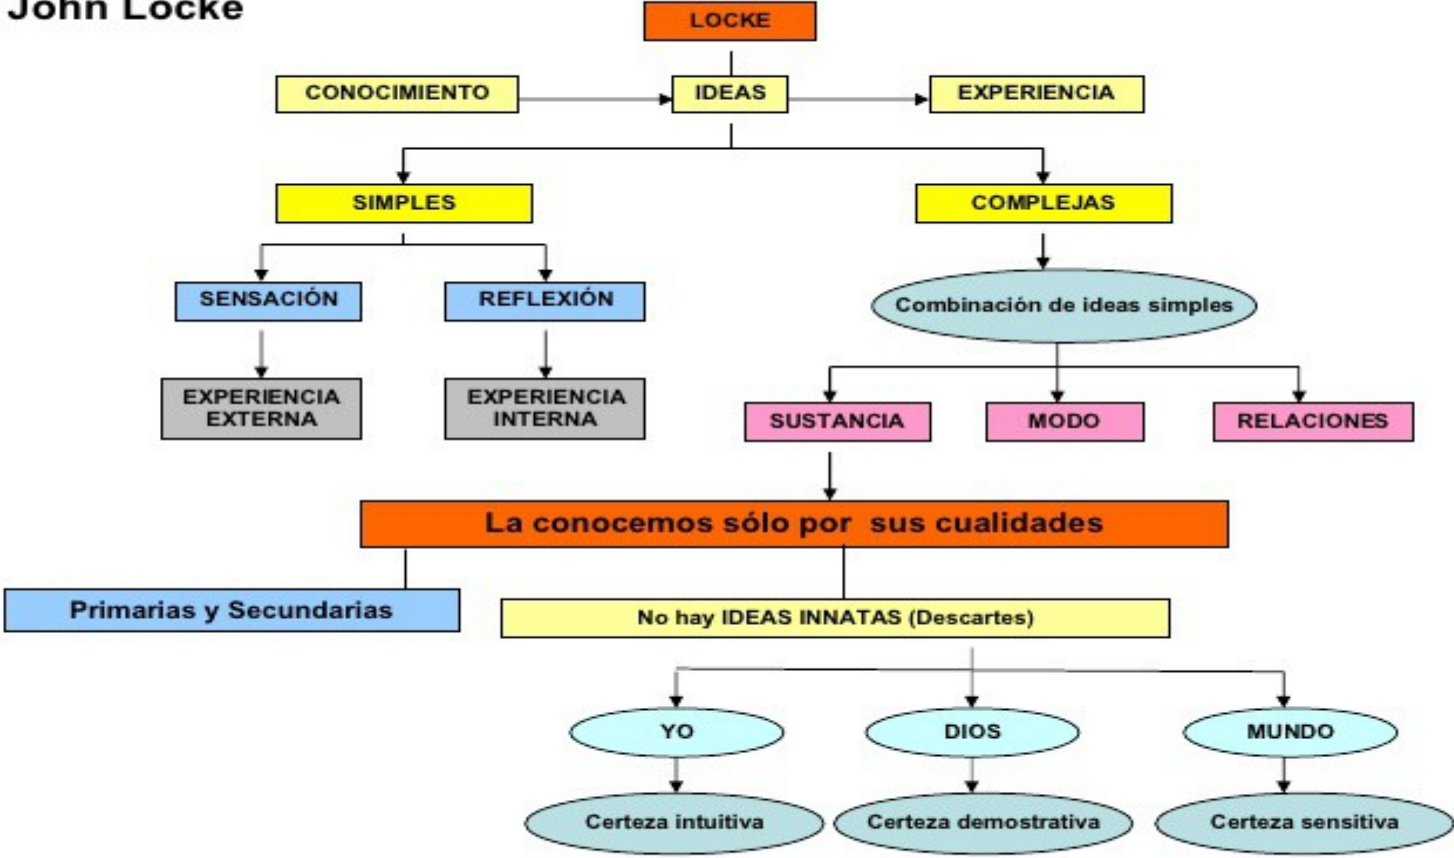 John Locke
LOCKE
CONOCIMIENTO
IDEAS
EXPERIENCIA
SIMPLES
COMPLEJAS
SENSACIÓN
REFLEXIÓN
Combinación de ideas simples
EXPERIENCIA
EXTERNA
EXPERIENCIA
INTERNA
SUSTANCIA
MODO
RELACIONES
La conocemos sólo por sus cualidades
Primarias y Secundarias
No hay IDEAS INNATAS (Descartes)
YO
DIOS
MUNDO
Certeza intuitiva
Certeza demostrativa
Certeza sensitiva